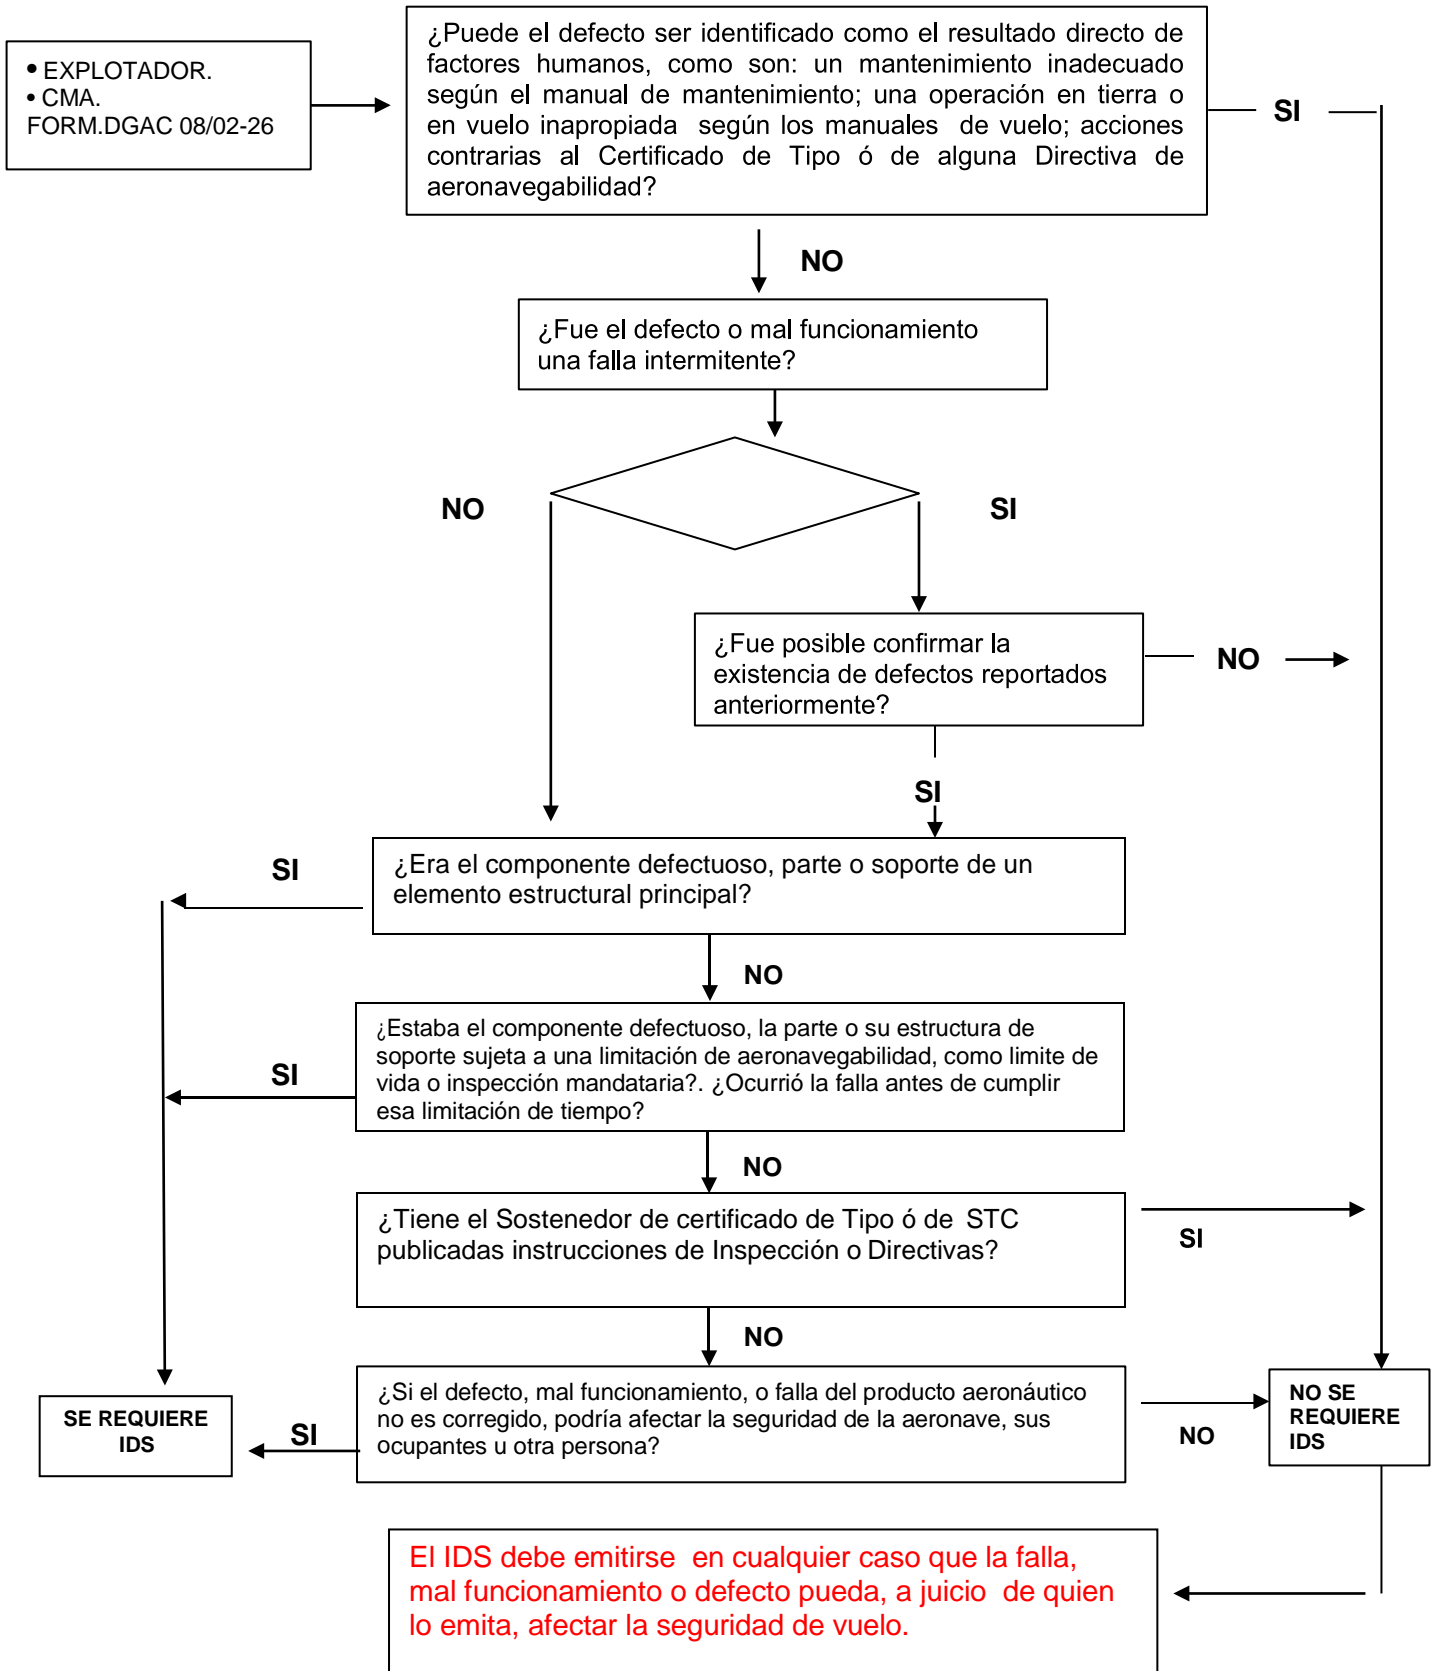 • EXPLOTADOR.
• CMA.
FORM.DGAC 08/02-26
¿Puede el defecto ser identificado como el resultado directo de
factores humanos, como son: un mantenimiento inadecuado
según el manual de mantenimiento; una operación en tierra o
en vuelo inapropiada según los manuales de vuelo; acciones
contrarias al Certificado de Tipo ó de alguna Directiva de
aeronavegabilidad?
SI
NO
¿Fue el defecto o mal funcionamiento
una falla intermitente?
NO
SI
¿Fue posible confirmar la
existencia de defectos reportados
anteriormente?
NO
SI
¿Era el componente defectuoso, parte o soporte de un
elemento estructural principal?
SI
NO
¿Estaba el componente defectuoso, la parte o su estructura de
soporte sujeta a una limitación de aeronavegabilidad, como limite de
vida o inspección mandataria?. ¿Ocurrió la falla antes de cumplir
esa limitación de tiempo?
SI
NO
¿Tiene el Sostenedor de certificado de Tipo ó de STC
publicadas instrucciones de Inspección o Directivas?
SI
NO
¿Si el defecto, mal funcionamiento, o falla del producto aeronáutico
no es corregido, podría afectar la seguridad de la aeronave, sus
ocupantes u otra persona?
SI
NO
SE REQUIERE
IDS
NO SE
REQUIERE
IDS
El IDS debe emitirse en cualquier caso que la falla,
mal funcionamiento o defecto pueda, a juicio de quien
lo emita, afectar la seguridad de vuelo.